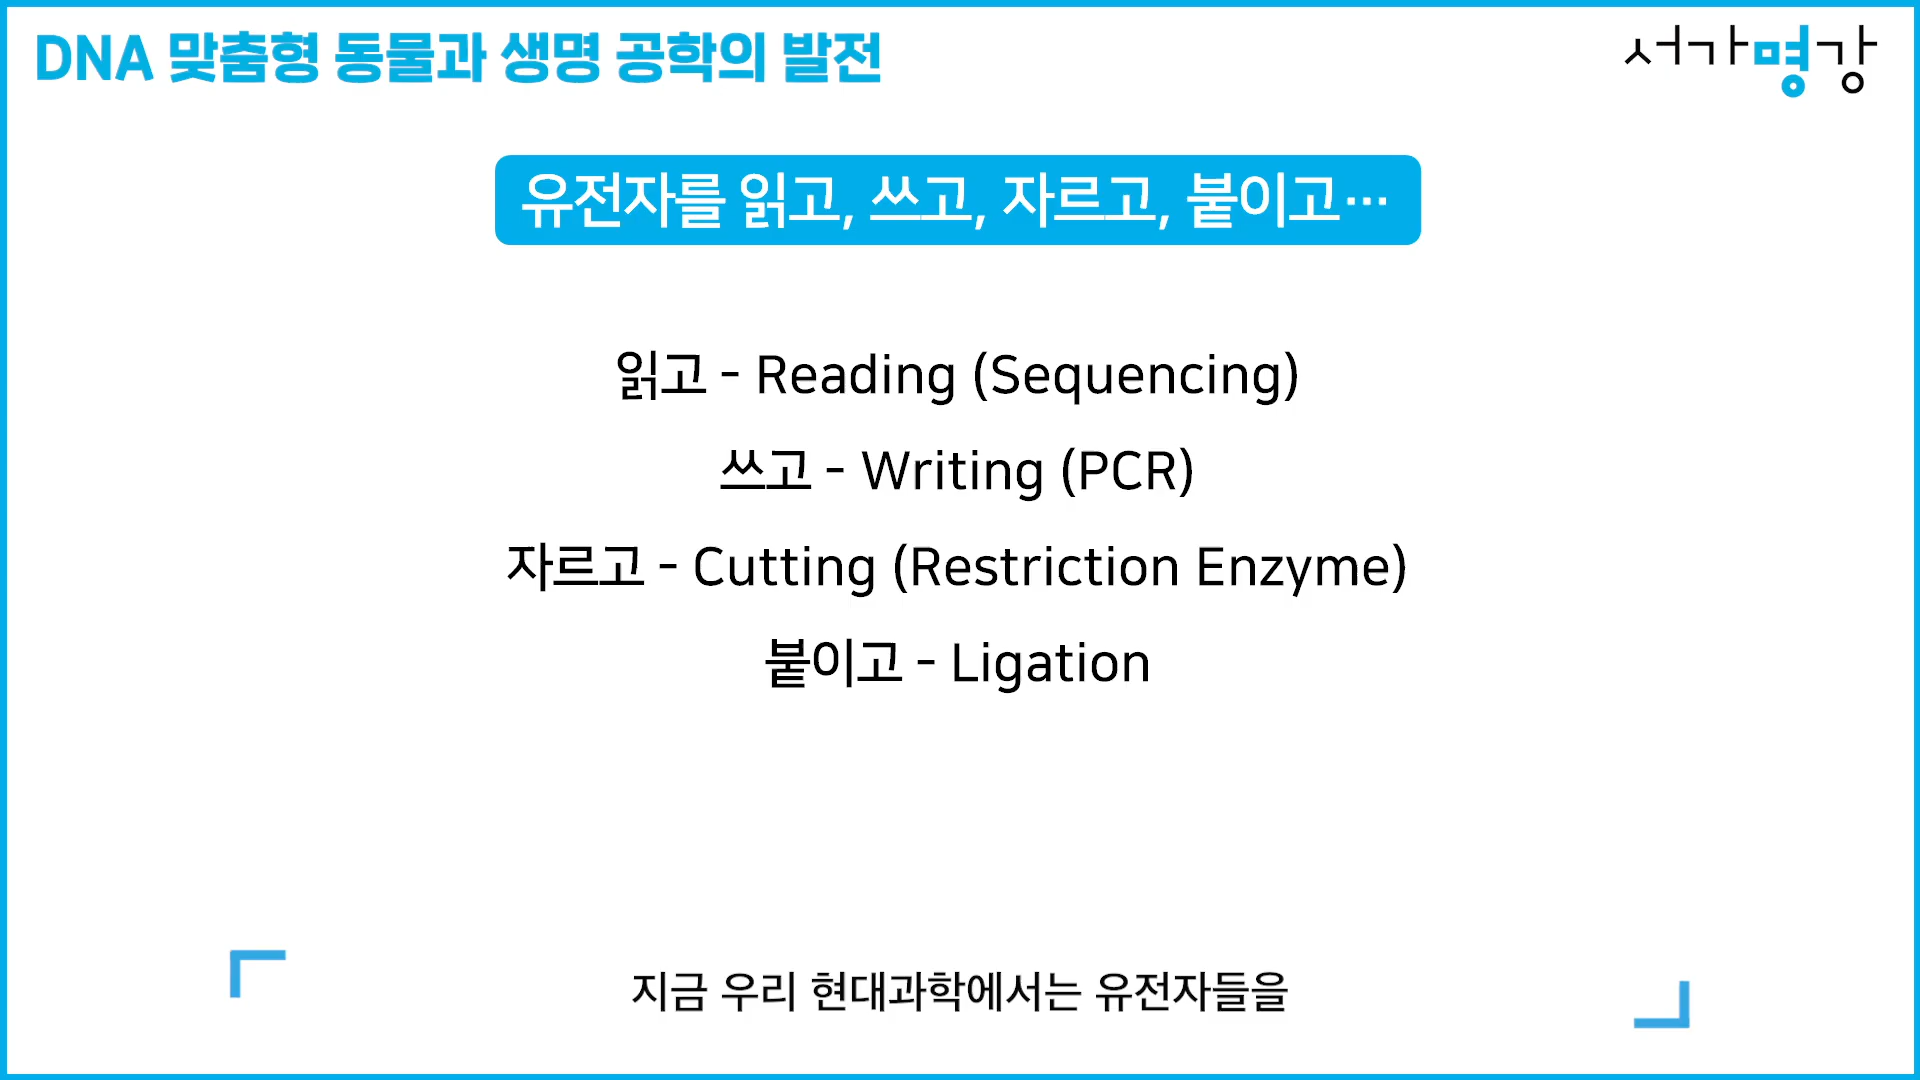 DNA 맞춤형 동물과 생명 공학의 발전
서가명강
유전자를 읽고, 쓰고, 자르고, 붙이고…
읽고 - Reading (Sequencing)
쓰고 - Writing (PCR)
자르고 - Cutting (Restriction Enzyme)
붙이고 - Ligation
지금 우리 현대과학에서는 유전자들을